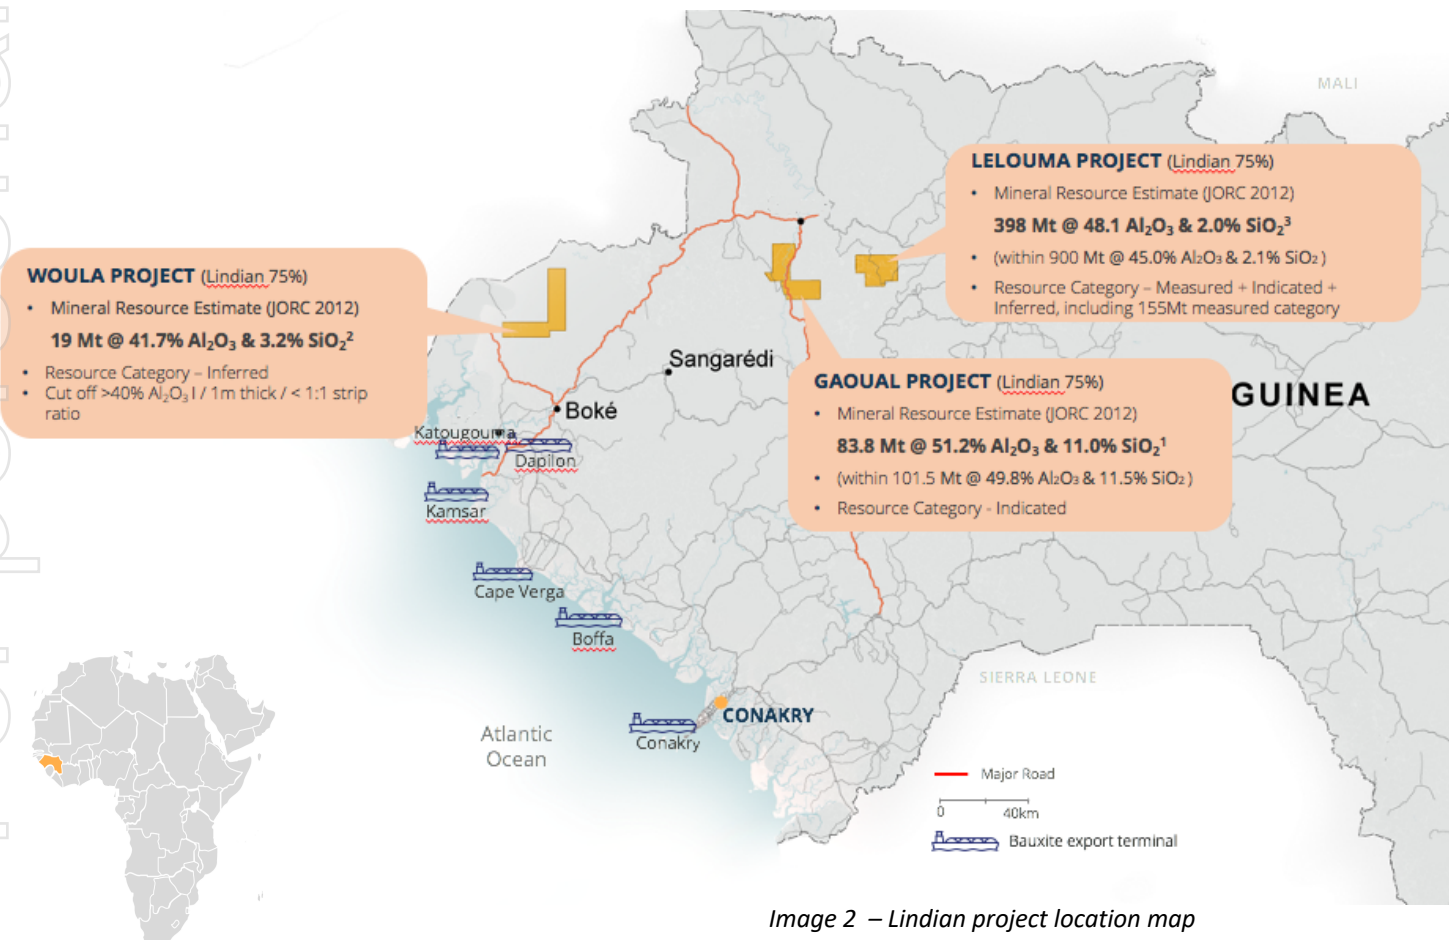 MALI
LELOUMA PROJECT (Lindian 75%)
• Mineral Resource Estimate (JORC 2012)
398 Mt @ 48.1 Al₂O₃ & 2.0% SiO₂³
• (within 900 Mt @ 45.0% Al₂O₃ & 2.1% SiO₂ )
• Resource Category – Measured + Indicated +
Inferred, including 155Mt measured category
WOULA PROJECT (Lindian 75%)
• Mineral Resource Estimate (JORC 2012)
19 Mt @ 41.7% Al₂O₃ & 3.2% SiO₂²
• Resource Category – Inferred
• Cut off >40% Al₂O₃ I / 1m thick / < 1:1 strip
ratio
Sangarédi
GAOUAL PROJECT (Lindian 75%)
• Mineral Resource Estimate (JORC 2012)
83.8 Mt @ 51.2% Al₂O₃ & 11.0% SiO₂¹
• (within 101.5 Mt @ 49.8% Al₂O₃ & 11.5% SiO₂ )
• Resource Category - Indicated
GUINEA
Boké
Katougouma
Dapilon
Kamsar
Cape Verga
Boffa
SIERRA LEONE
CONAKRY
Conakry
Atlantic
Ocean
Major Road
0 40km
Bauxite export terminal
Image 2 – Lindian project location map